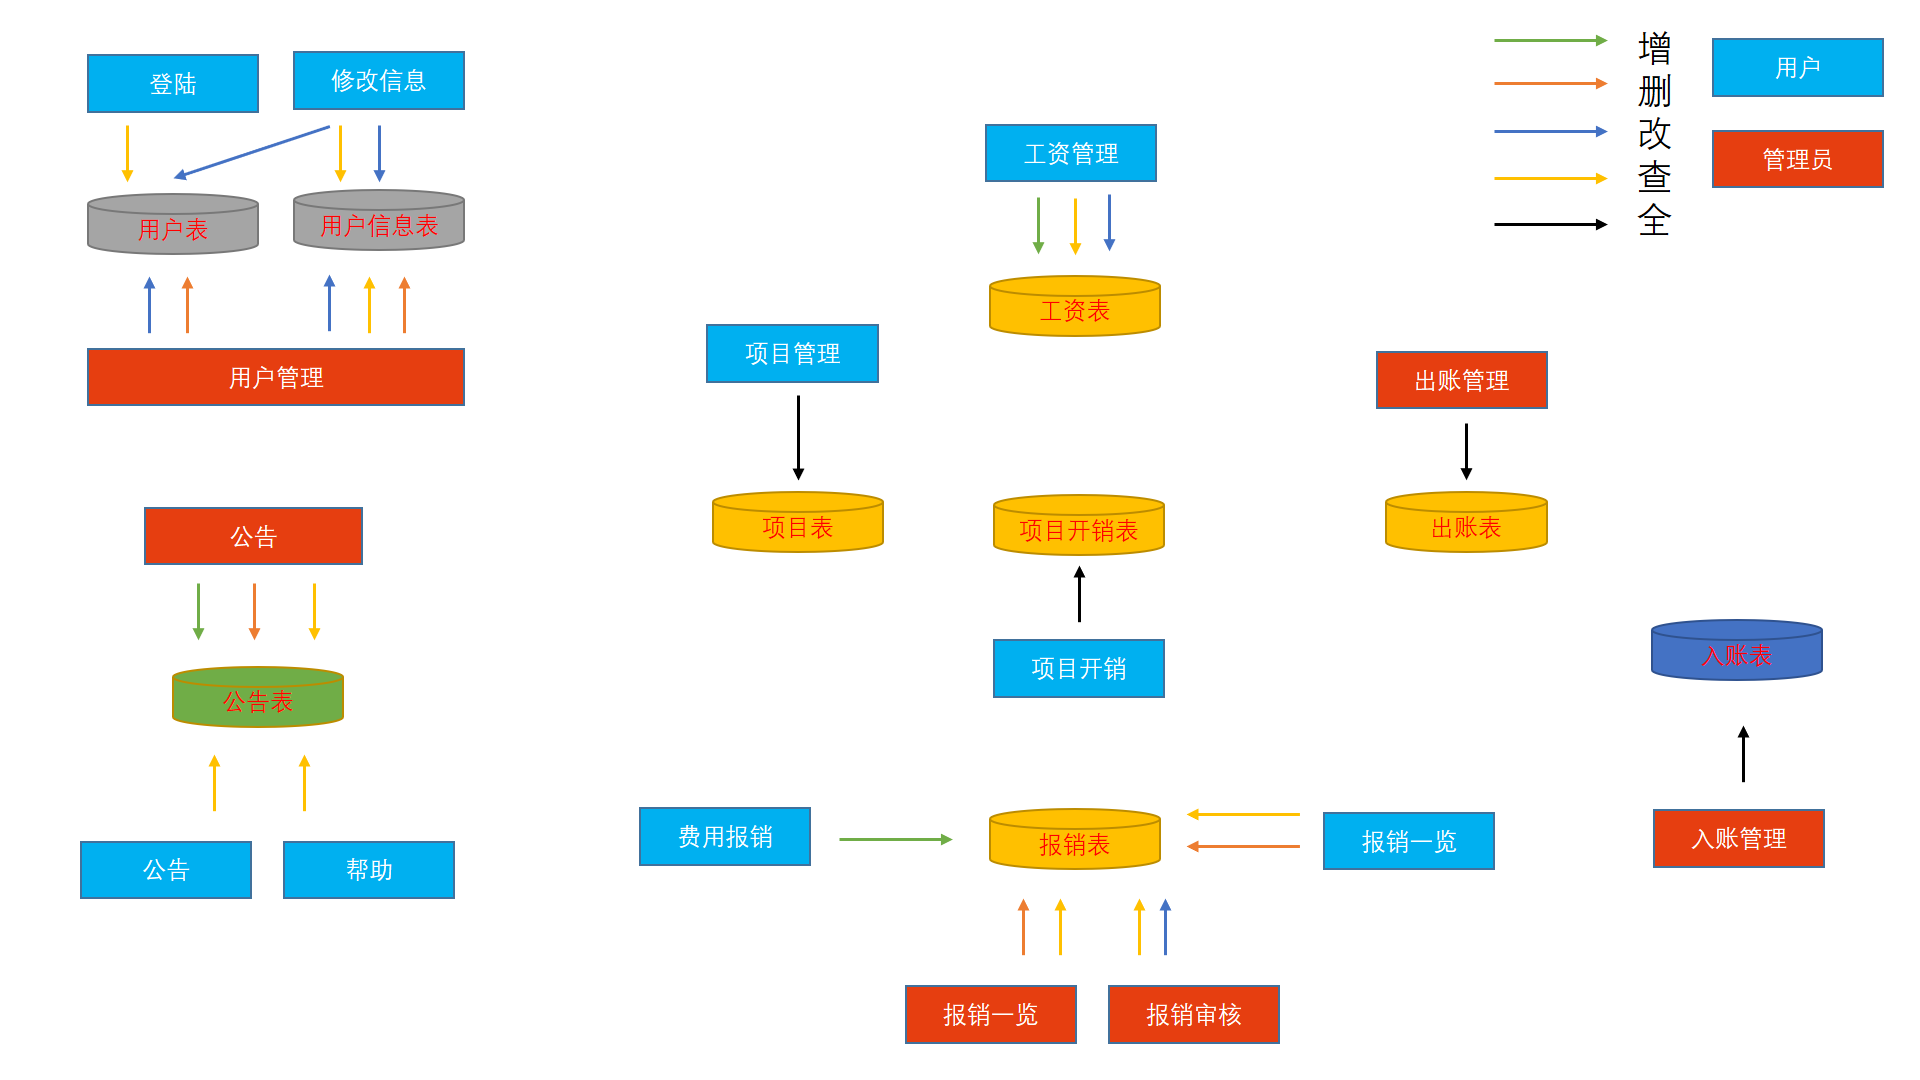 登陆
修改信息
用户表
用户信息表
用户管理
公告
公告表
公告
帮助
工资管理
工资表
项目管理
项目表
项目开销表
项目开销
费用报销
报销表
报销一览
报销一览
报销审核
出账管理
出账表
入账表
入账管理
增
删
改
查
全
用户
管理员